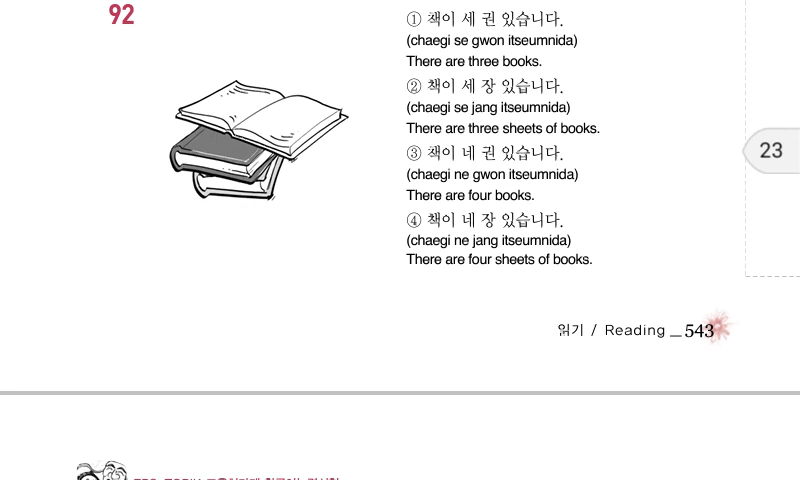 92
① 책이 세 권 있습니다.
(chaegi se gwon itseumnida)
There are three books.
② 책이 세 장 있습니다.
(chaegi se jang itseumnida)
There are three sheets of books.
③ 책이 네 권 있습니다.
(chaegi ne gwon itseumnida)
There are four books.
④ 책이 네 장 있습니다.
(chaegi ne jang itseumnida)
There are four sheets of books.
23
읽기 / Reading _ 543